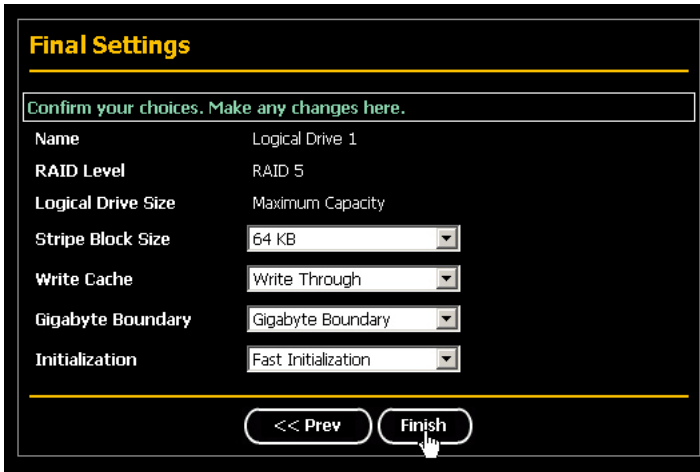 Final Settings
Confirm your choices. Make any changes here.
Name Logical Drive 1
RAID Level RAID 5
Logical Drive Size Maximum Capacity
Stripe Block Size 64 KB
Write Cache Write Through
Gigabyte Boundary Gigabyte Boundary
Initialization Fast Initialization
<< Prev Finish